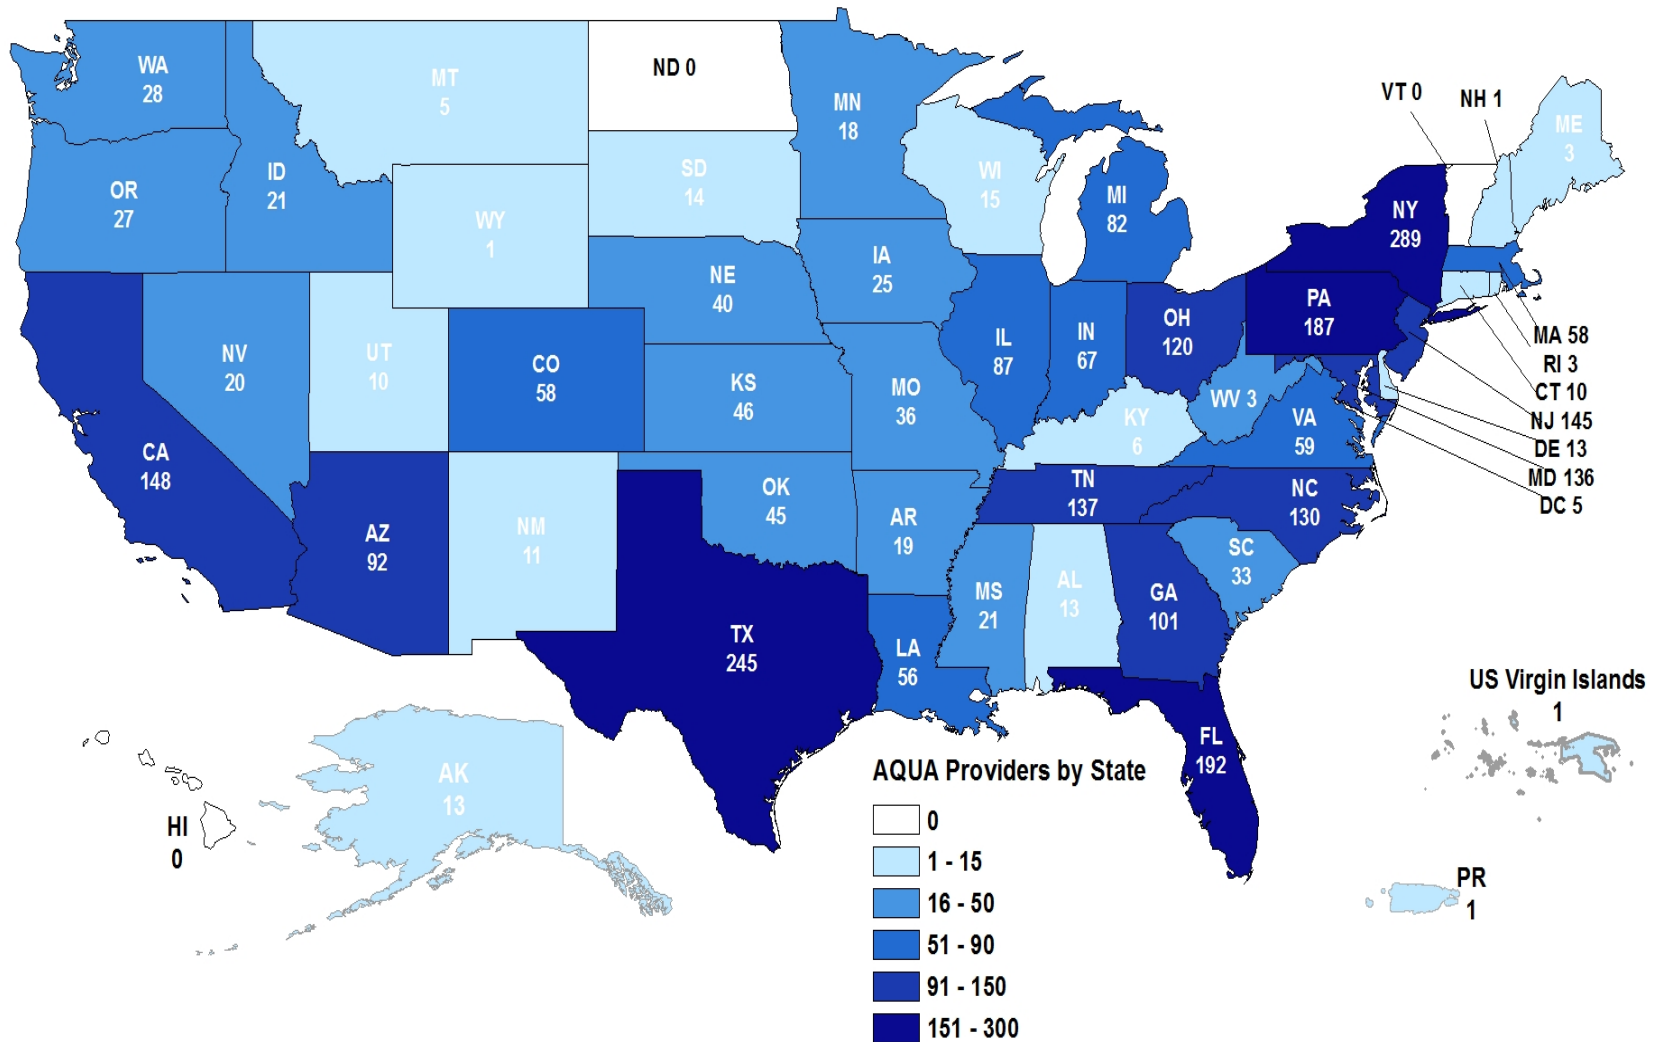 WA
28
MT
5
ND 0
MN
18
VT 0
NH 1
ME
3
OR
27
ID
21
WY
1
SD
14
WI
15
MI
82
NY
289
NV
20
UT
10
CO
58
NE
40
IA
25
IL
87
IN
67
OH
120
PA
187
MA 58
RI 3
CT 10
NJ 145
DE 13
MD 136
DC 5
CA
148
KS
46
MO
36
KY
6
WV 3
VA
59
AZ
92
NM
11
OK
45
AR
19
TN
137
NC
130
SC
33
TX
245
LA
56
MS
21
AL
13
GA
101
FL
192
US Virgin Islands
1
AK
13
HI
0
PR
1
AQUA Providers by State
0
1 - 15
16 - 50
51 - 90
91 - 150
151 - 300